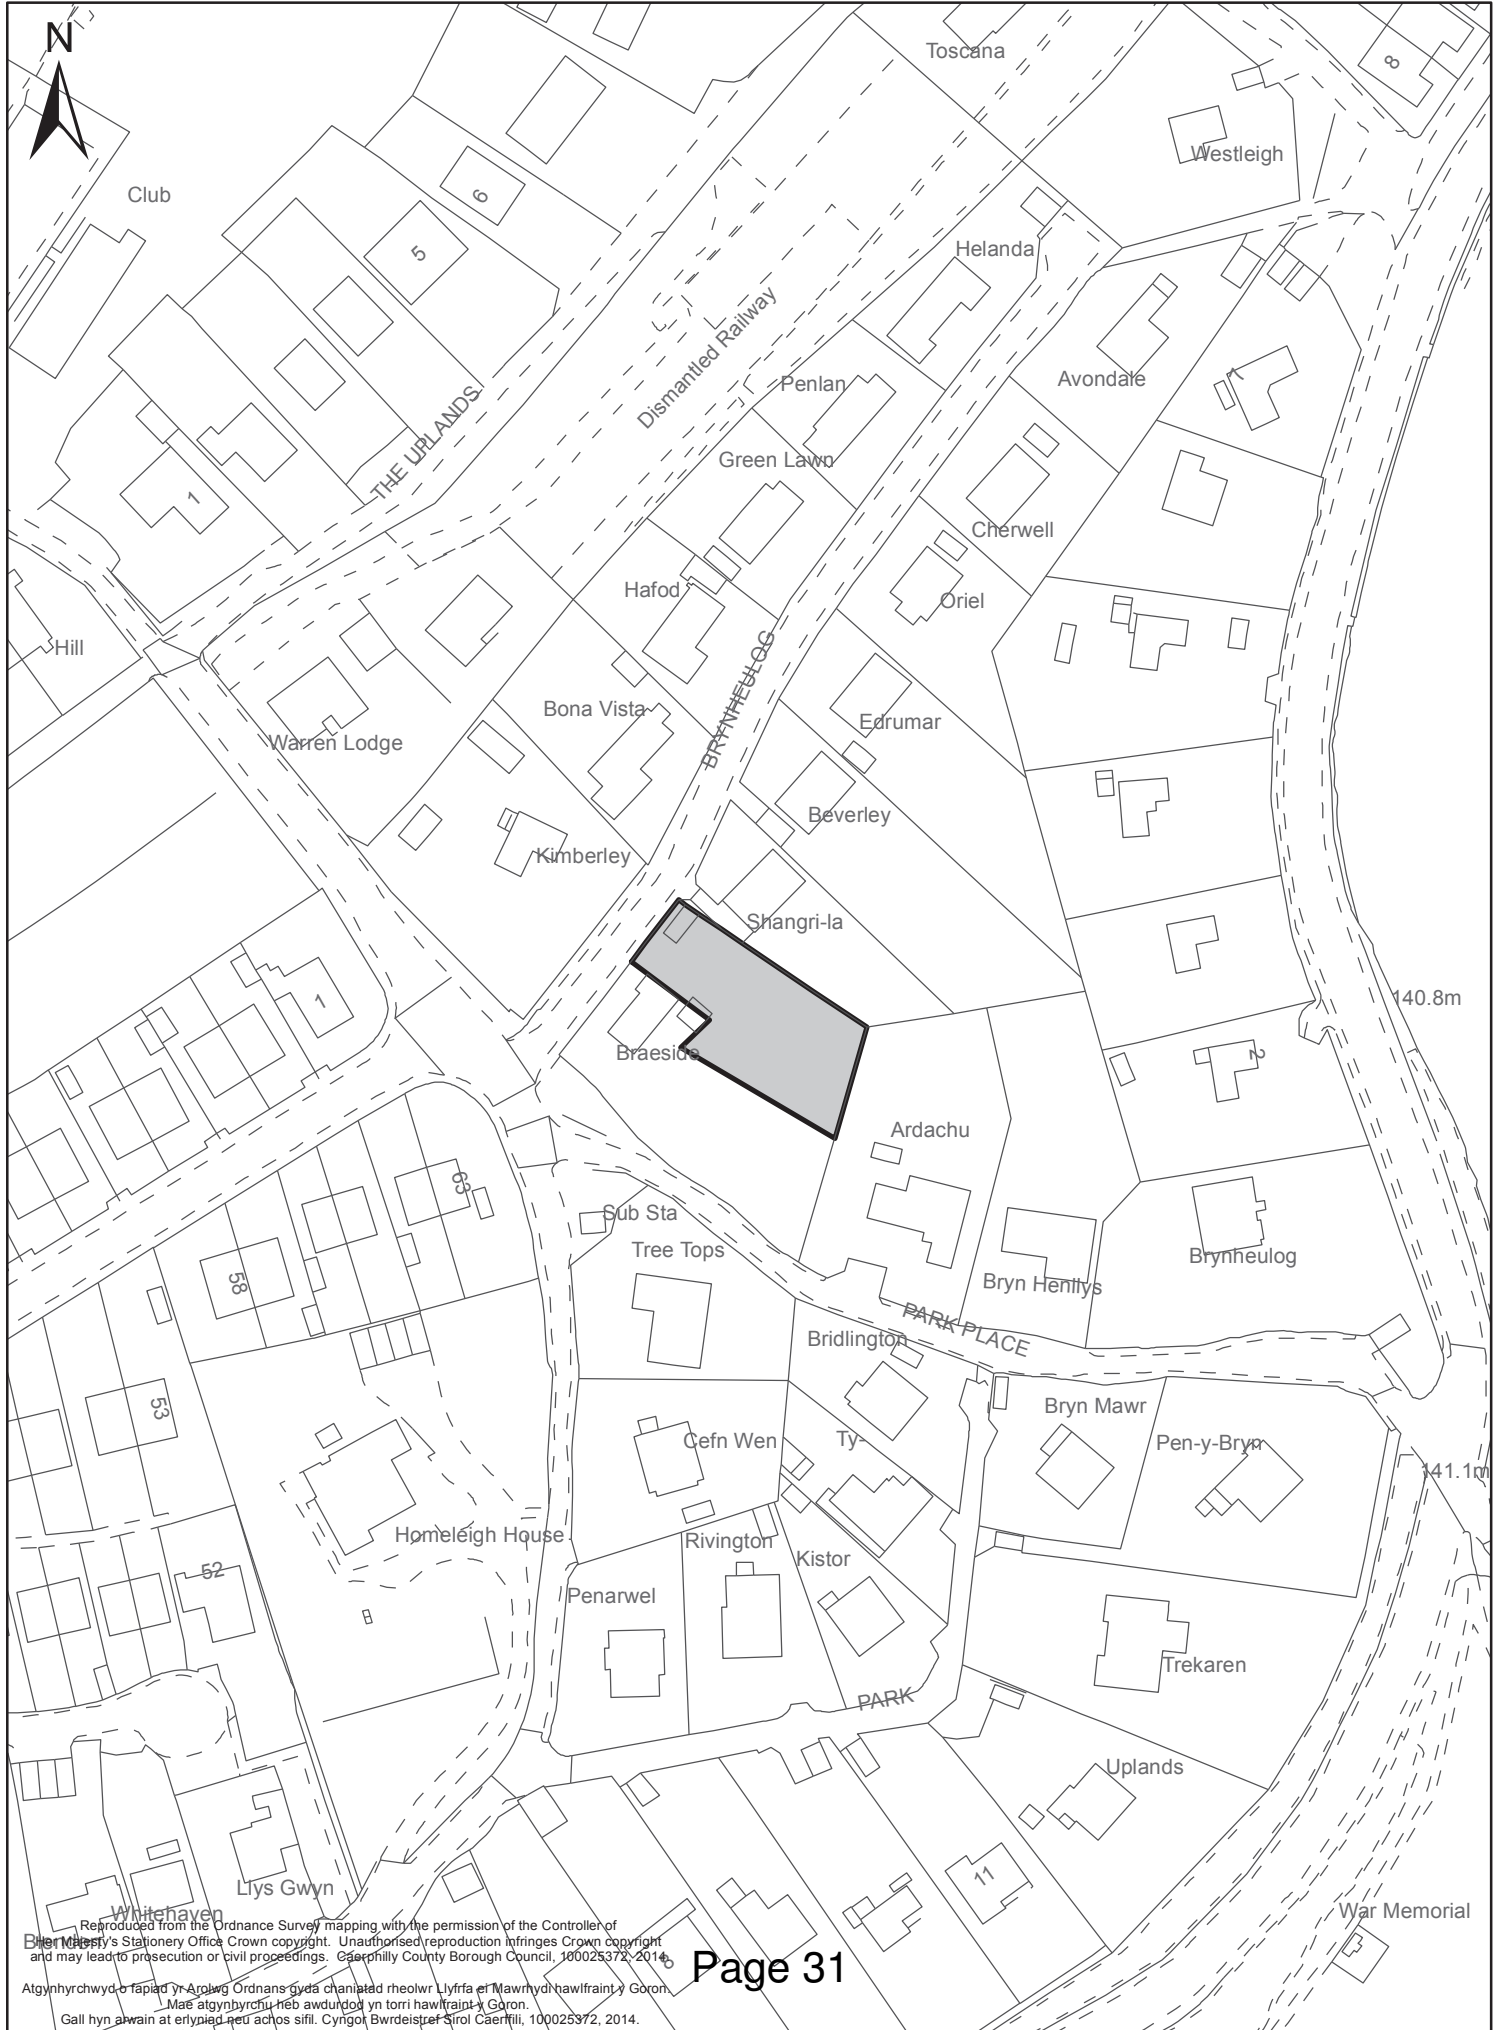 N
Toscana
8
Westleigh
Club
6
5
Helanda
Dismantled Railway
Avondale
1
Penlan
THE UPLANDS
Green Lawn
1
Cherwell
Hafod
Oriel
Hill
BRYNHEULOG
Bona Vista
Edrumar
Warren Lodge
Beverley
Kimberley
Shangri-la
1
140.8m
Braeside
2
Ardachu
63
Sub Sta
Tree Tops
Brynheulog
58
Bryn Henllys
PARK PLACE
Bridlington
53
Bryn Mawr
Cefn Wen
Ty-
Pen-y-Bryn
141.1m
Homeleigh House
Rivington
Kistor
52
Penarwel
Trekaren
PARK
Uplands
11
Llys Gwyn
Whitehaven
War Memorial
8
Reproduced from the Ordnance Survey mapping with the permission of the Controller of
Her Majesty's Stationery Office Crown copyright. Unauthorised reproduction infringes Crown copyright
and may lead to prosecution or civil proceedings. Caerphilly County Borough Council, 100025372, 2014.
Page 31
Atgynhyrchwyd o fapiad yr Arolwg Ordnans gyda chaniatad rheolwr Llyfrfa ei Mawrhydi hawlfraint y Goron.
Mae atgynhyrchu heb awdurdod yn torri hawlfraint y Goron.
Gall hyn arwain at erlyniad neu achos sifil. Cyngor Bwrdeistref Sirol Caerffili, 100025372, 2014.